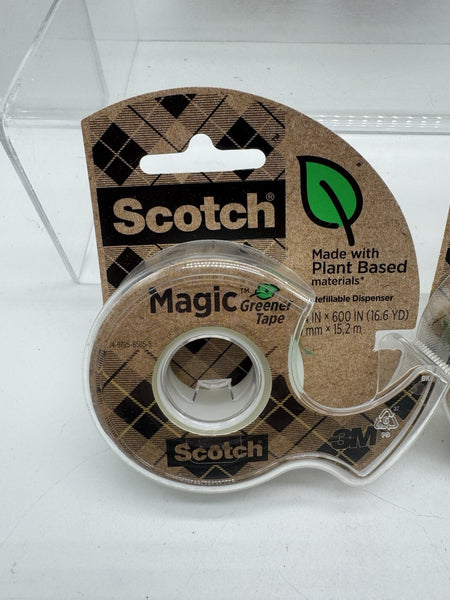 Scotch®
Made with
Plant Based
materials*
Refillable Dispenser
IN × 600 IN (16.6 YD)
mm × 15,2 m
Magic™ Greener
Tape
Scotch
3M